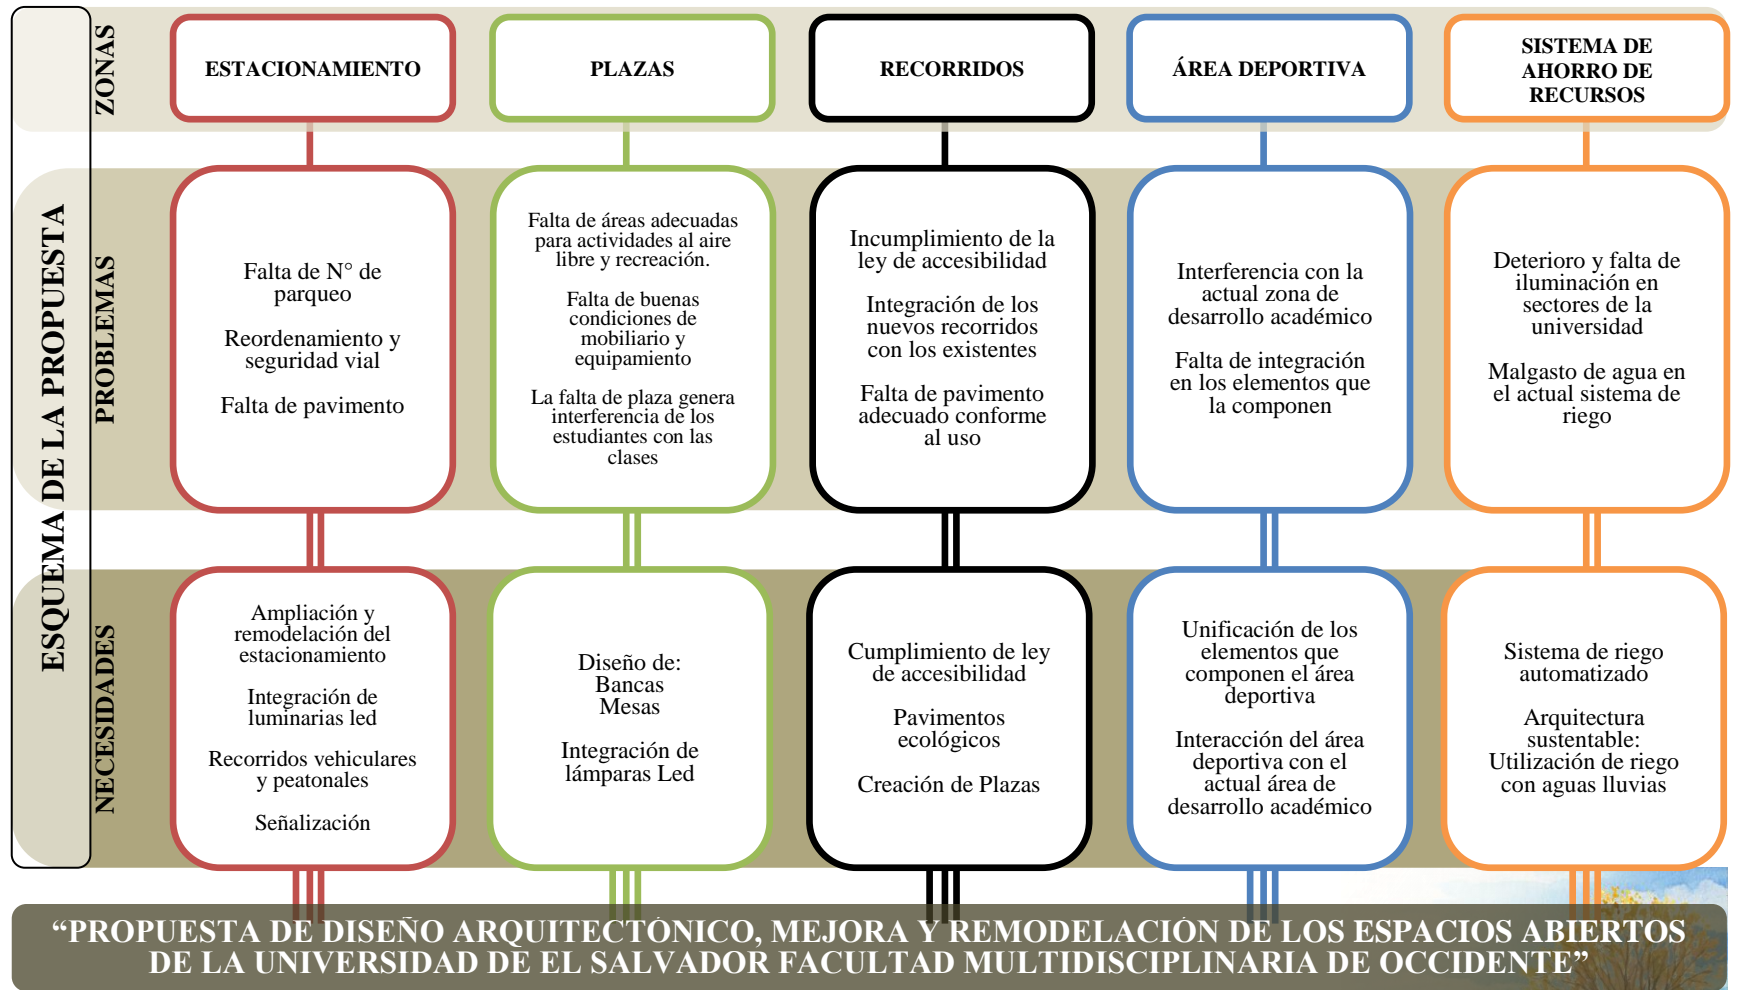 ESQUEMA DE LA PROPUESTA
ZONAS
ESTACIONAMIENTO
PLAZAS
RECORRIDOS
ÁREA DEPORTIVA
SISTEMA DE
AHORRO DE
RECURSOS
PROBLEMAS
Falta de N° de
parqueo
Reordenamiento y
seguridad vial
Falta de pavimento
Falta de áreas adecuadas
para actividades al aire
libre y recreación.
Falta de buenas
condiciones de
mobiliario y
equipamiento
La falta de plaza genera
interferencia de los
estudiantes con las
clases
Incumplimiento de la
ley de accesibilidad
Integración de los
nuevos recorridos
con los existentes
Falta de pavimento
adecuado conforme
al uso
Interferencia con la
actual zona de
desarrollo académico
Falta de integración
en los elementos que
la componen
Deterioro y falta de
iluminación en
sectores de la
universidad
Malgasto de agua en
el actual sistema de
riego
NECESIDADES
Ampliación y
remodelación del
estacionamiento
Integración de
luminarias led
Recorridos vehiculares
y peatonales
Señalización
Diseño de:
Bancas
Mesas
Integración de
lámparas Led
Cumplimiento de ley
de accesibilidad
Pavimentos
ecológicos
Creación de Plazas
Unificación de los
elementos que
componen el área
deportiva
Interacción del área
deportiva con el
actual área de
desarrollo académico
Sistema de riego
automatizado
Arquitectura
sustentable:
Utilización de riego
con aguas lluvias
“PROPUESTA DE DISEÑO ARQUITECTÓNICO, MEJORA Y REMODELACIÓN DE LOS ESPACIOS ABIERTOS
DE LA UNIVERSIDAD DE EL SALVADOR FACULTAD MULTIDISCIPLINARIA DE OCCIDENTE”